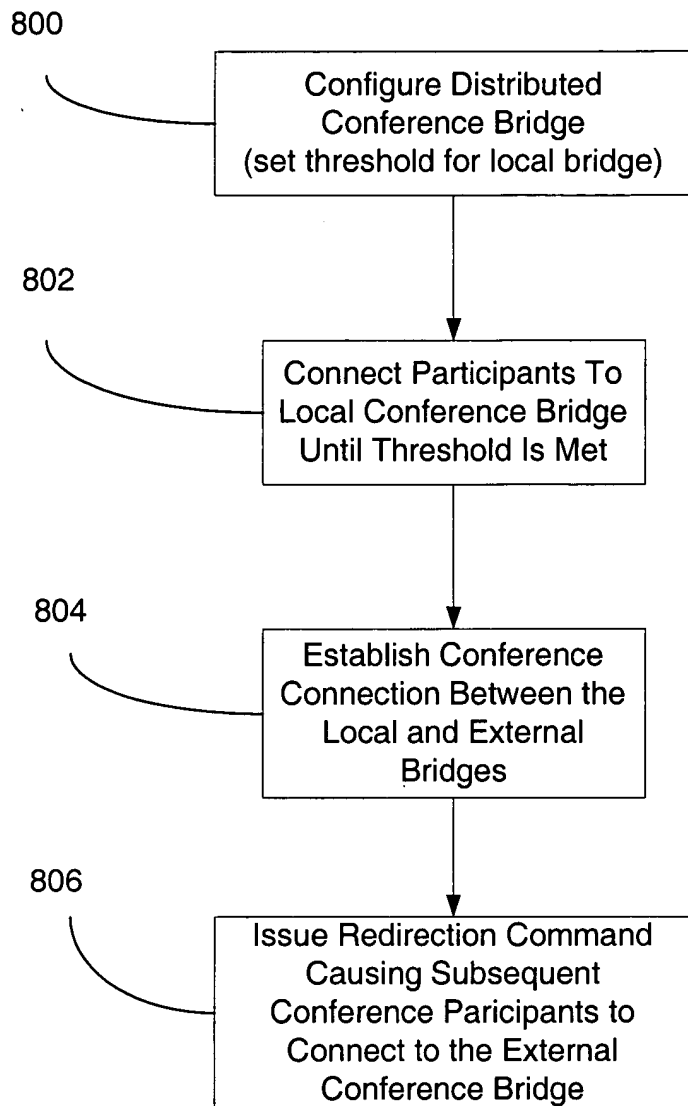 800
Configure Distributed
Conference Bridge
(set threshold for local bridge)
802
Connect Participants To
Local Conference Bridge
Until Threshold Is Met
804
Establish Conference
Connection Between the
Local and External
Bridges
806
Issue Redirection Command
Causing Subsequent
Conference Paricipants to
Connect to the External
Conference Bridge